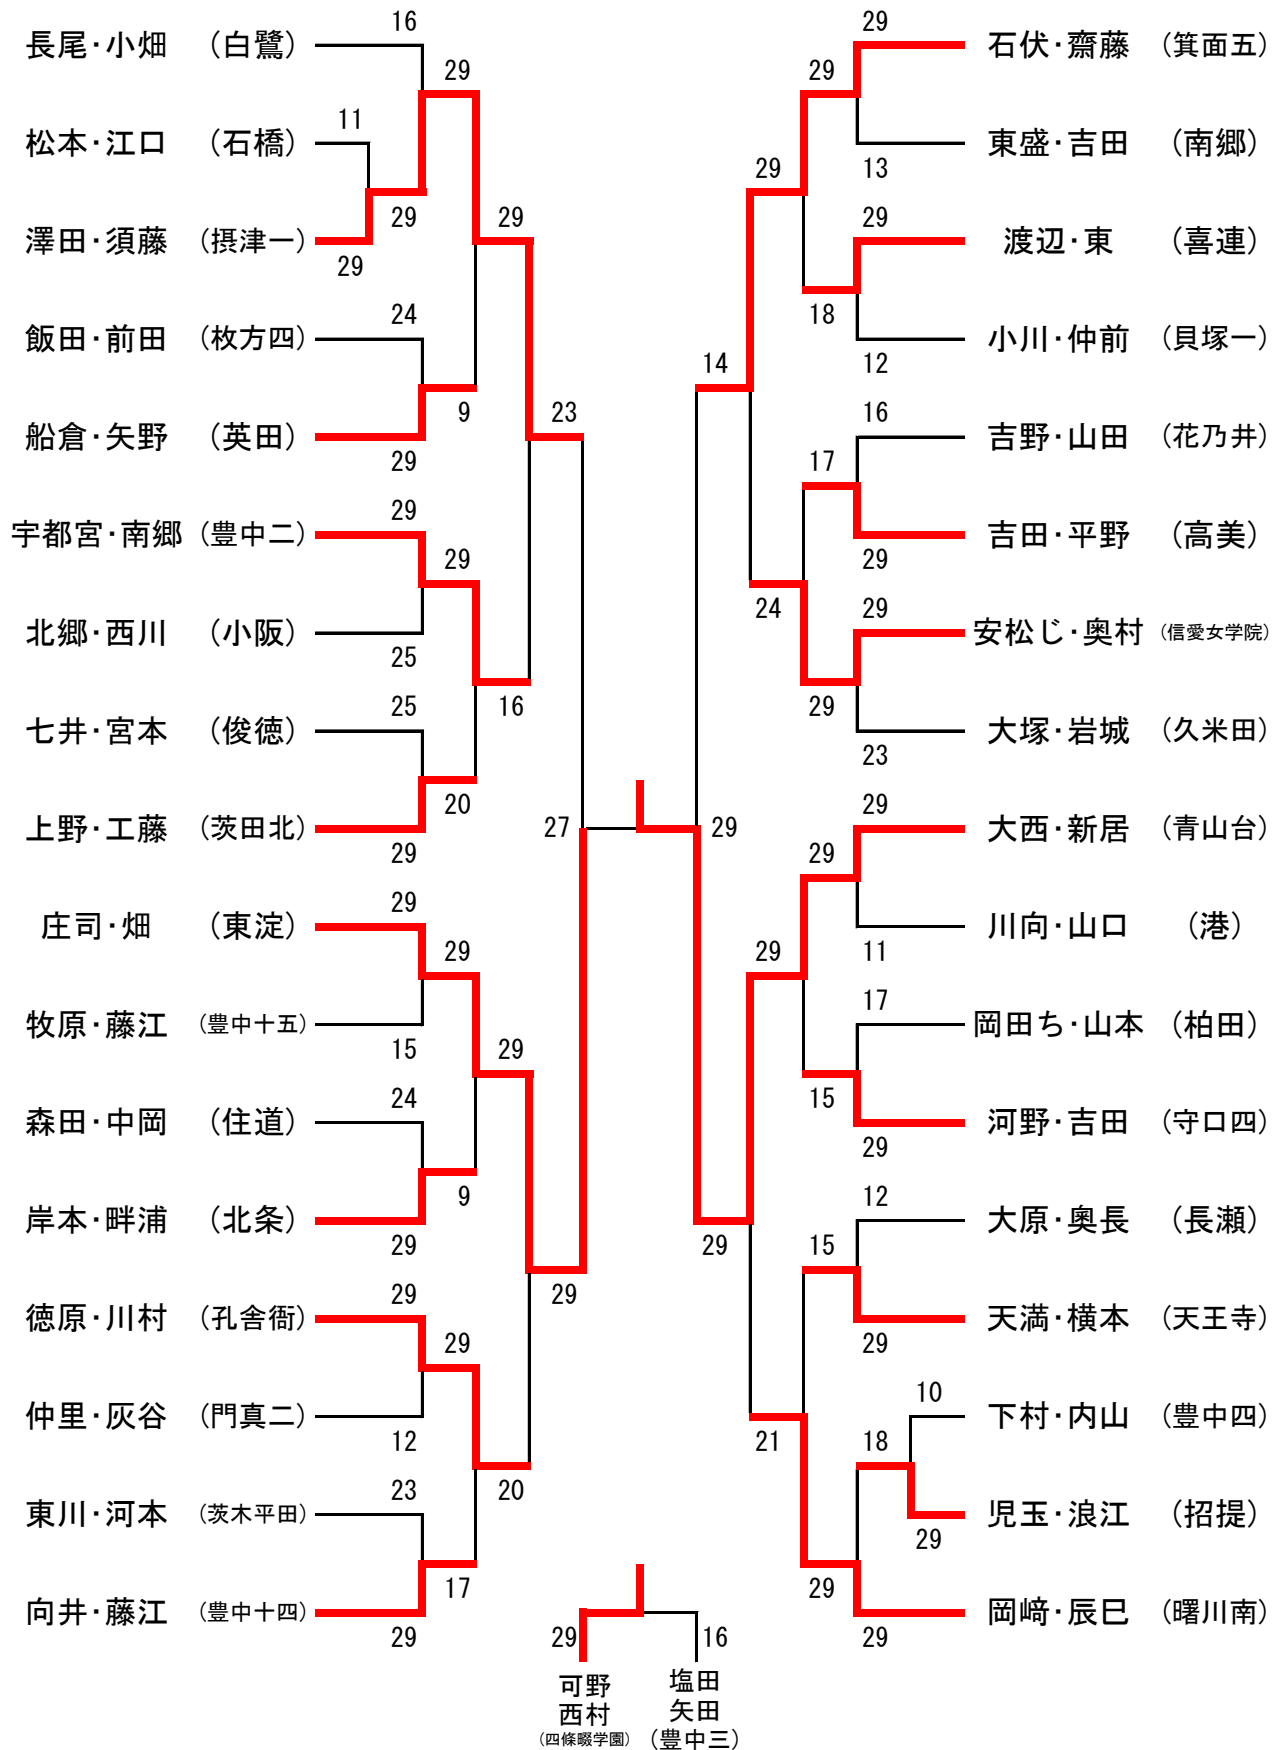 16
長尾・小畑 （白鷺）
29
11
松本・江口 （石橋）
29
29
澤田・須藤 （摂津一）
29
24
飯田・前田 （枚方四）
9
23
船倉・矢野 （英田）
29
29
宇都宮・南郷 （豊中二）
29
北郷・西川 （小阪）
25
25
七井・宮本 （俊徳）
16
20
上野・工藤 （茨田北）
27
29
29
庄司・畑 （東淀）
29
牧原・藤江 （豊中十五）
15
29
24
森田・中岡 （住道）
9
岸本・畔浦 （北条）
29
29
29
徳原・川村 （孔舎衙）
29
仲里・灰谷 （門真二）
12
23
20
東川・河本 （茨木平田）
17
向井・藤江 （豊中十四）
29
29
石伏・齋藤 （箕面五）
29
東盛・吉田 （南郷）
13
29
29
渡辺・東 （喜連）
18
小川・仲前 （貝塚一）
12
14
16
吉野・山田 （花乃井）
17
吉田・平野 （高美）
29
24
29
安松じ・奥村 （信愛女学院）
29
大塚・岩城 （久米田）
23
29
29
大西・新居 （青山台）
29
川向・山口 （港）
11
29
17
岡田ち・山本 （柏田）
15
河野・吉田 （守口四）
29
12
大原・奥長 （長瀬）
29
15
天満・横本 （天王寺）
29
10
下村・内山 （豊中四）
21
18
児玉・浪江 （招提）
29
29
岡﨑・辰巳 （曙川南）
29
29
16
可野
西村
（四條畷学園）
塩田
矢田
（豊中三）